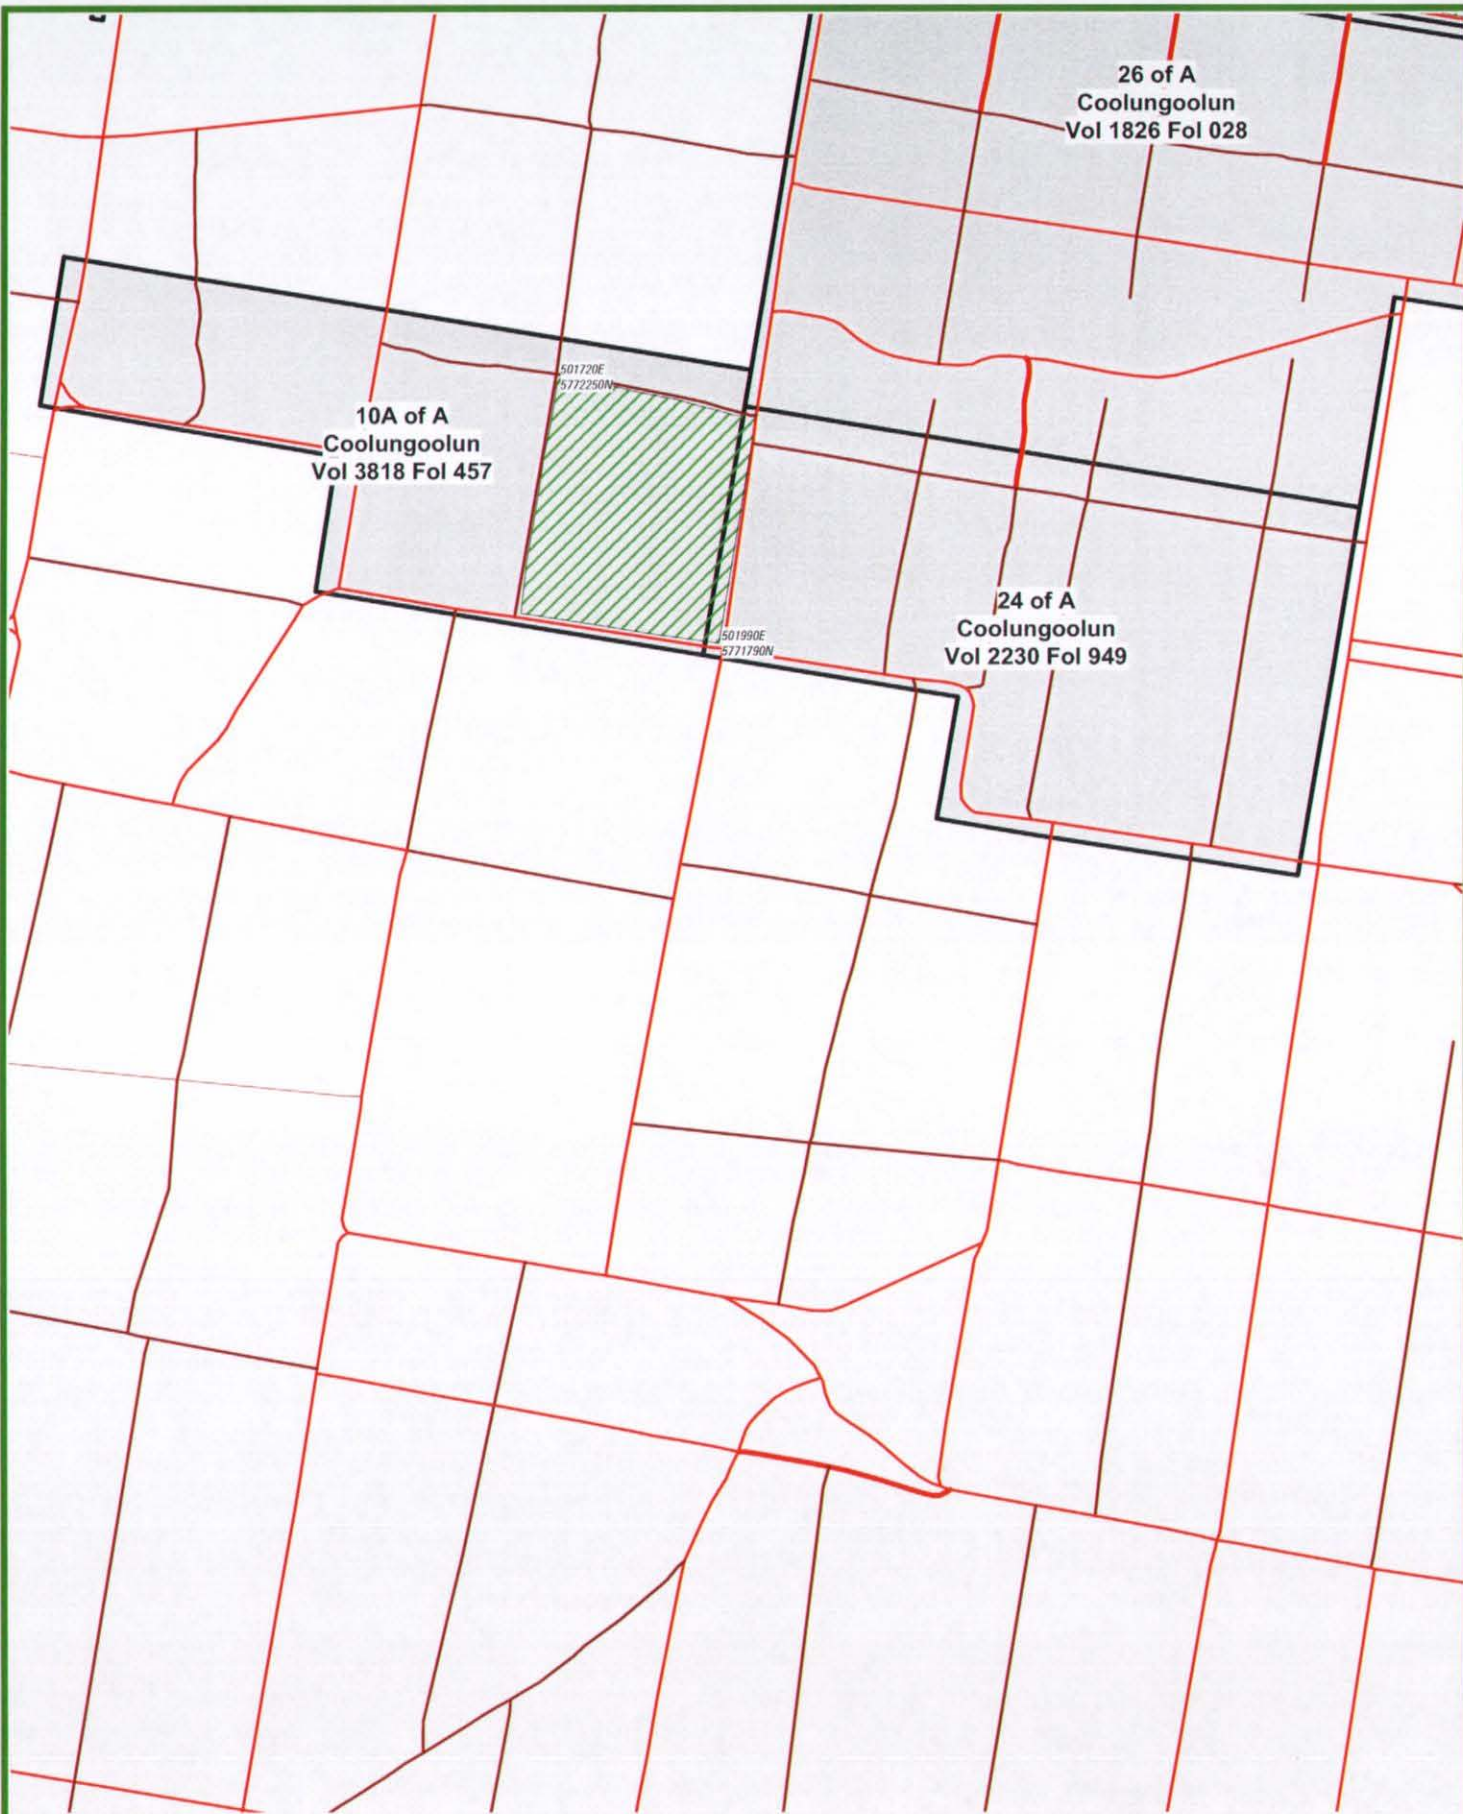 26 of A
Coolungoolun
Vol 1826 Fol 028
501720E
5772250N
10A of A
Coolungoolun
Vol 3818 Fol 457
24 of A
Coolungoolun
Vol 2230 Fol 949
501990E
5771790N